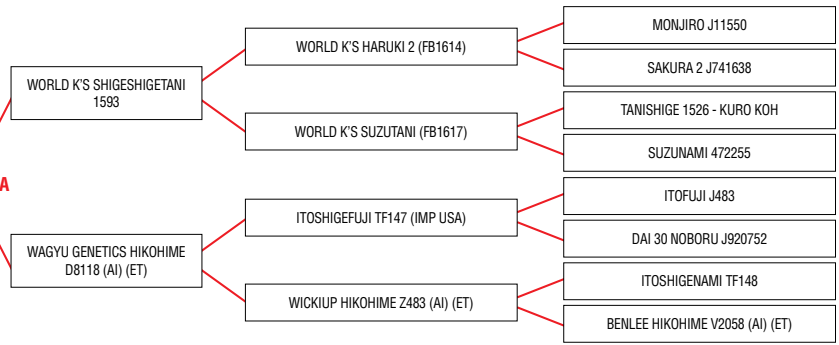 WORLD K'S SHIGESHIGETANI
1593
WORLD K'S HARUKI 2 (FB1614)
MONJIRO J11550
SAKURA 2 J741638
WORLD K'S SUZUTANI (FB1617)
TANISHIGE 1526 - KURO KOH
SUZUNAMI 472255
A
WAGYU GENETICS HIKOHIME
D8118 (AI) (ET)
ITOSHIGEFUJI TF147 (IMP USA)
ITOFUJI J483
DAI 30 NOBORU J920752
WICKIUP HIKOHIME Z483 (AI) (ET)
ITOSHIGENAMI TF148
BENLEE HIKOHIME V2058 (AI) (ET)